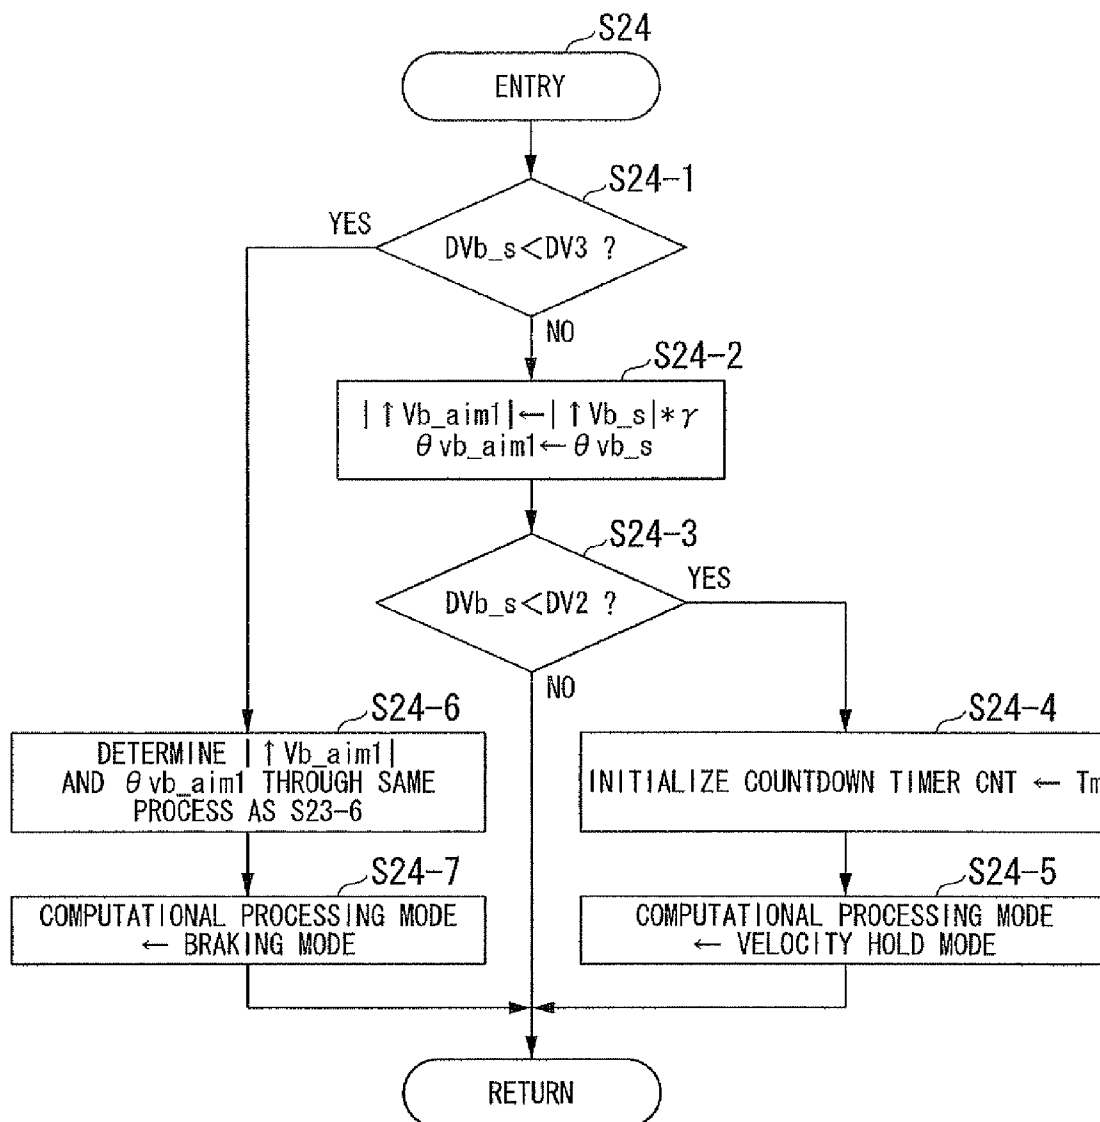 S24
ENTRY
S24-1
YES
DVb_s<DV3 ?
NO
S24-2
|↑Vb_aim1|←|↑Vb_s|*γ
θvb_aim1←θvb_s
S24-3
YES
DVb_s<DV2 ?
NO
S24-6
DETERMINE |↑Vb_aim1|
AND θvb_aim1 THROUGH SAME
PROCESS AS S23-6
S24-4
INITIALIZE COUNTDOWN TIMER CNT ← Tm
S24-7
COMPUTATIONAL PROCESSING MODE
← BRAKING MODE
S24-5
COMPUTATIONAL PROCESSING MODE
← VELOCITY HOLD MODE
RETURN